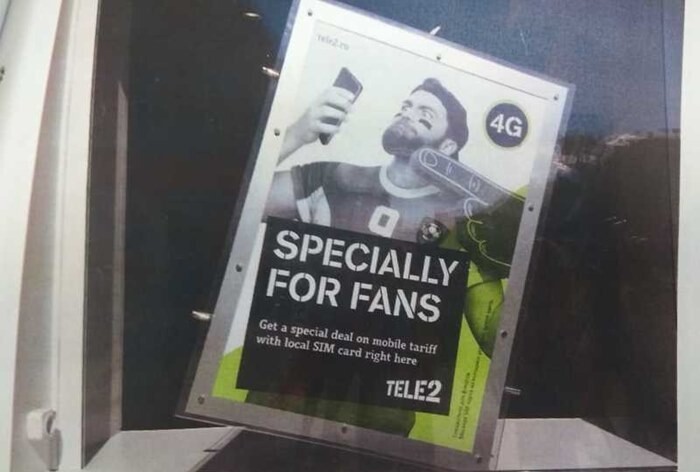 tele2.ru
4G
0
SPECIALLY
FOR FANS
Get a special deal on mobile tariff
with local SIM card right here
TELE2